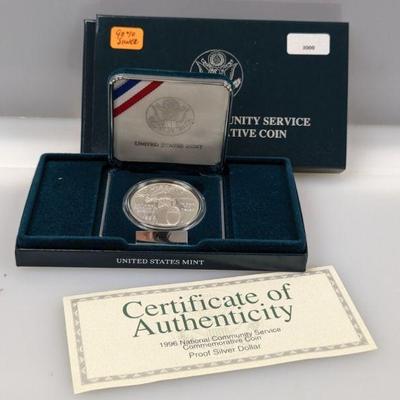 90%
SILVER
2000
UNITY SERVICE
ATIVE COIN
UNITED STATES MINT
UNITED STATES MINT
Certificate of
Authenticity
1996 National Community Service
Commemorative Coin
Proof Silver Dollar